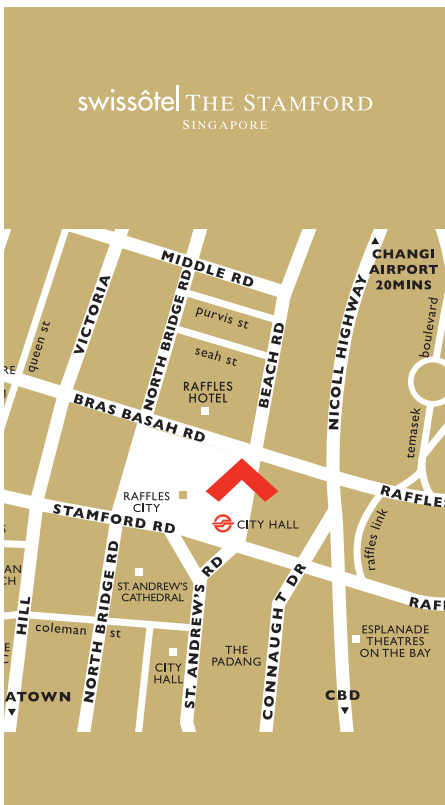 swissôtel THE STAMFORD
SINGAPORE
MIDDLE RD
CHANGI
AIRPORT
20MINS
VICTORIA
NORTH BRIDGE RD
purvis st
seah st
BEACH RD
NICOLL HIGHWAY
boulevard
queen st
RAFFLES
HOTEL
temasek
BRAS BASAH RD
RAFFLES
CITY
RAFFLES
STAMFORD RD
CITY HALL
raffles link
ST. ANDREW'S
CATHEDRAL
NORTH BRIDGE RD
HILL
coleman st
ST. ANDREW'S RD
CONNAUGHT DR
RAFF
ESPLANADE
THEATRES
ON THE BAY
THE
PADANG
CITY
HALL
ATOWN
CBD